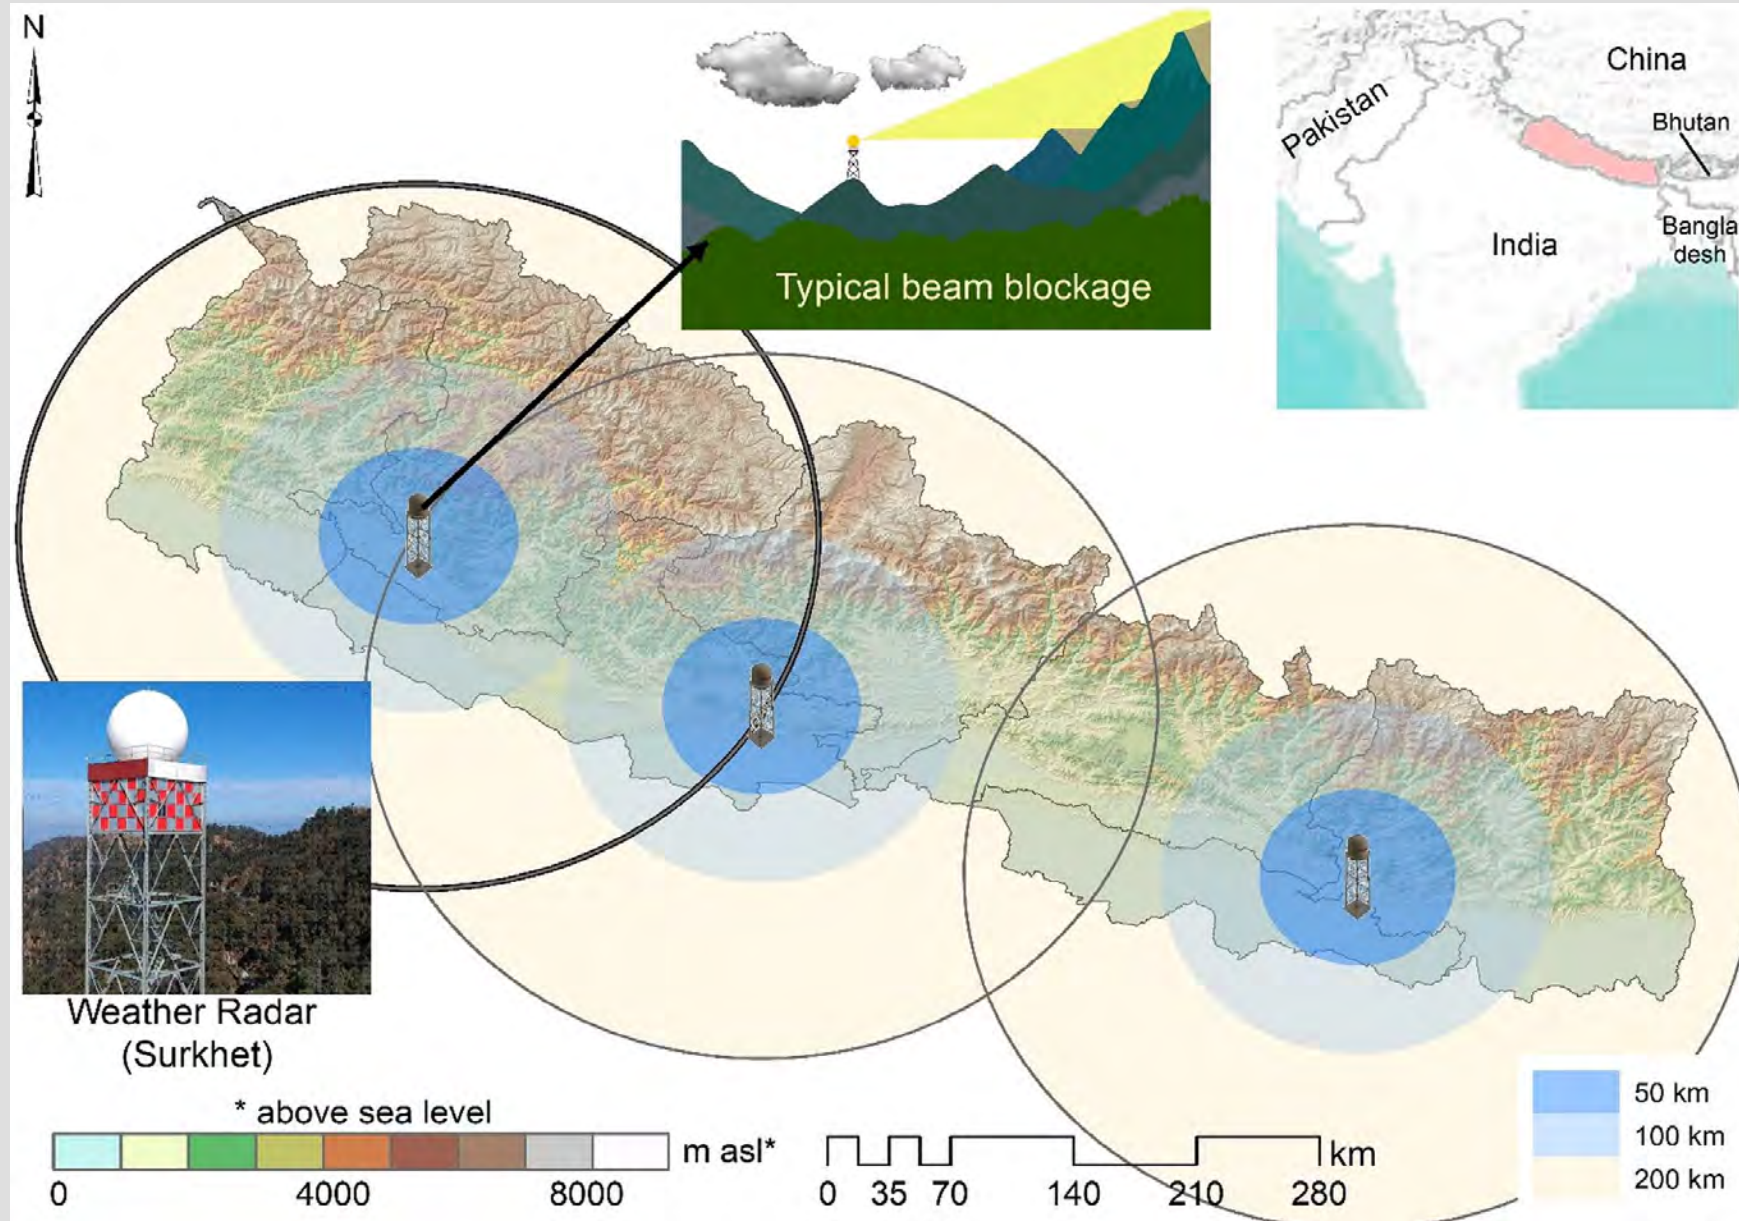 N
Typical beam blockage
China
Pakistan
Bhutan
India
Bangla
desh
Weather Radar
(Surkhet)
* above sea level
m asl*
0 4000 8000
km
0 35 70 140 210 280
50 km
100 km
200 km